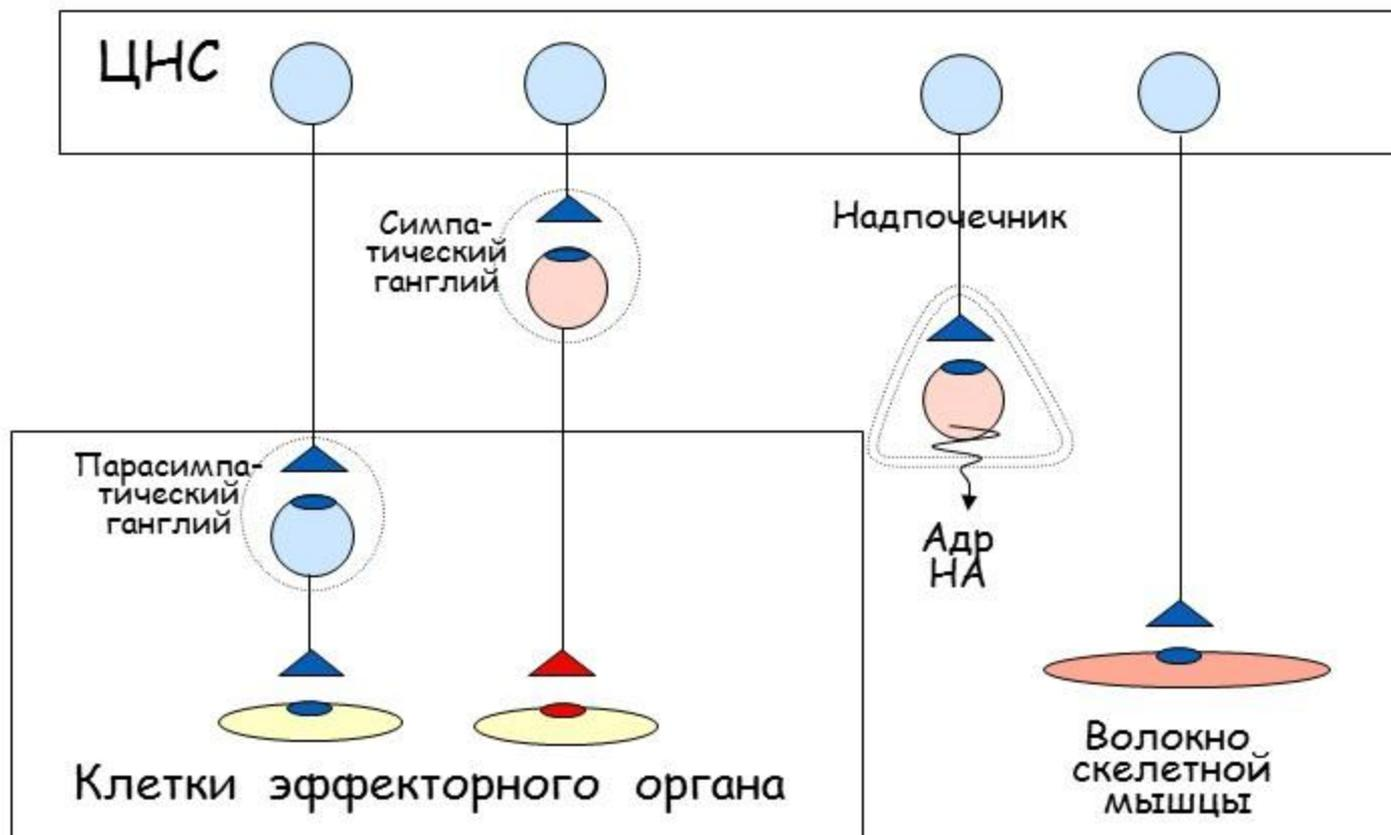 ЦНС
Симпа-
тический
ганглий
Надпочечник
Парасимпа-
тический
ганглий
Адр
НА
Волокно
скелетной
мышцы
Клетки эффекторного органа